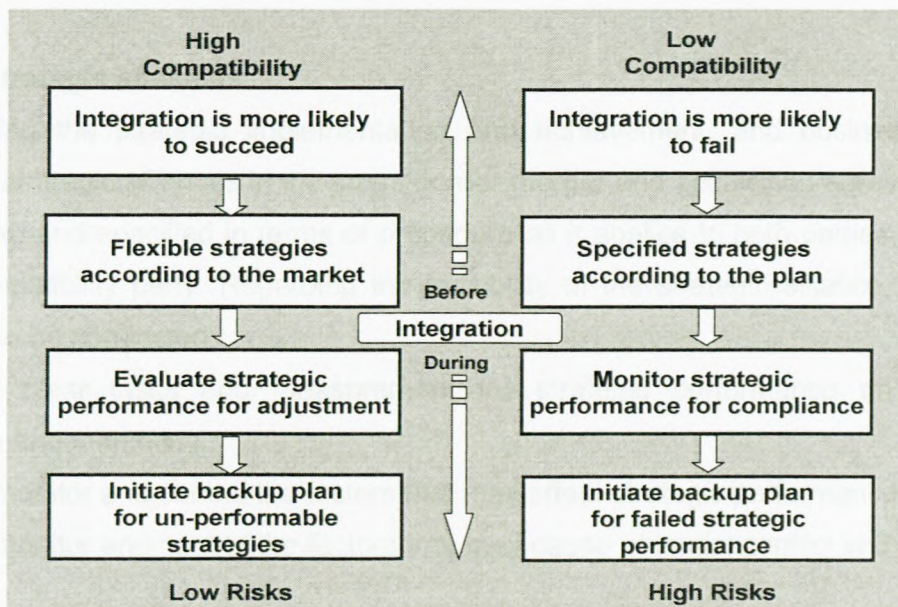 High
Compatibility
Integration is more likely
to succeed
Flexible strategies
according to the market
Evaluate strategic
performance for adjustment
Initiate backup plan
for un-performable
strategies
Low Risks
Before
Integration
During
Low
Compatibility
Integration is more likely
to fail
Specified strategies
according to the plan
Monitor strategic
performance for compliance
Initiate backup plan
for failed strategic
performance
High Risks